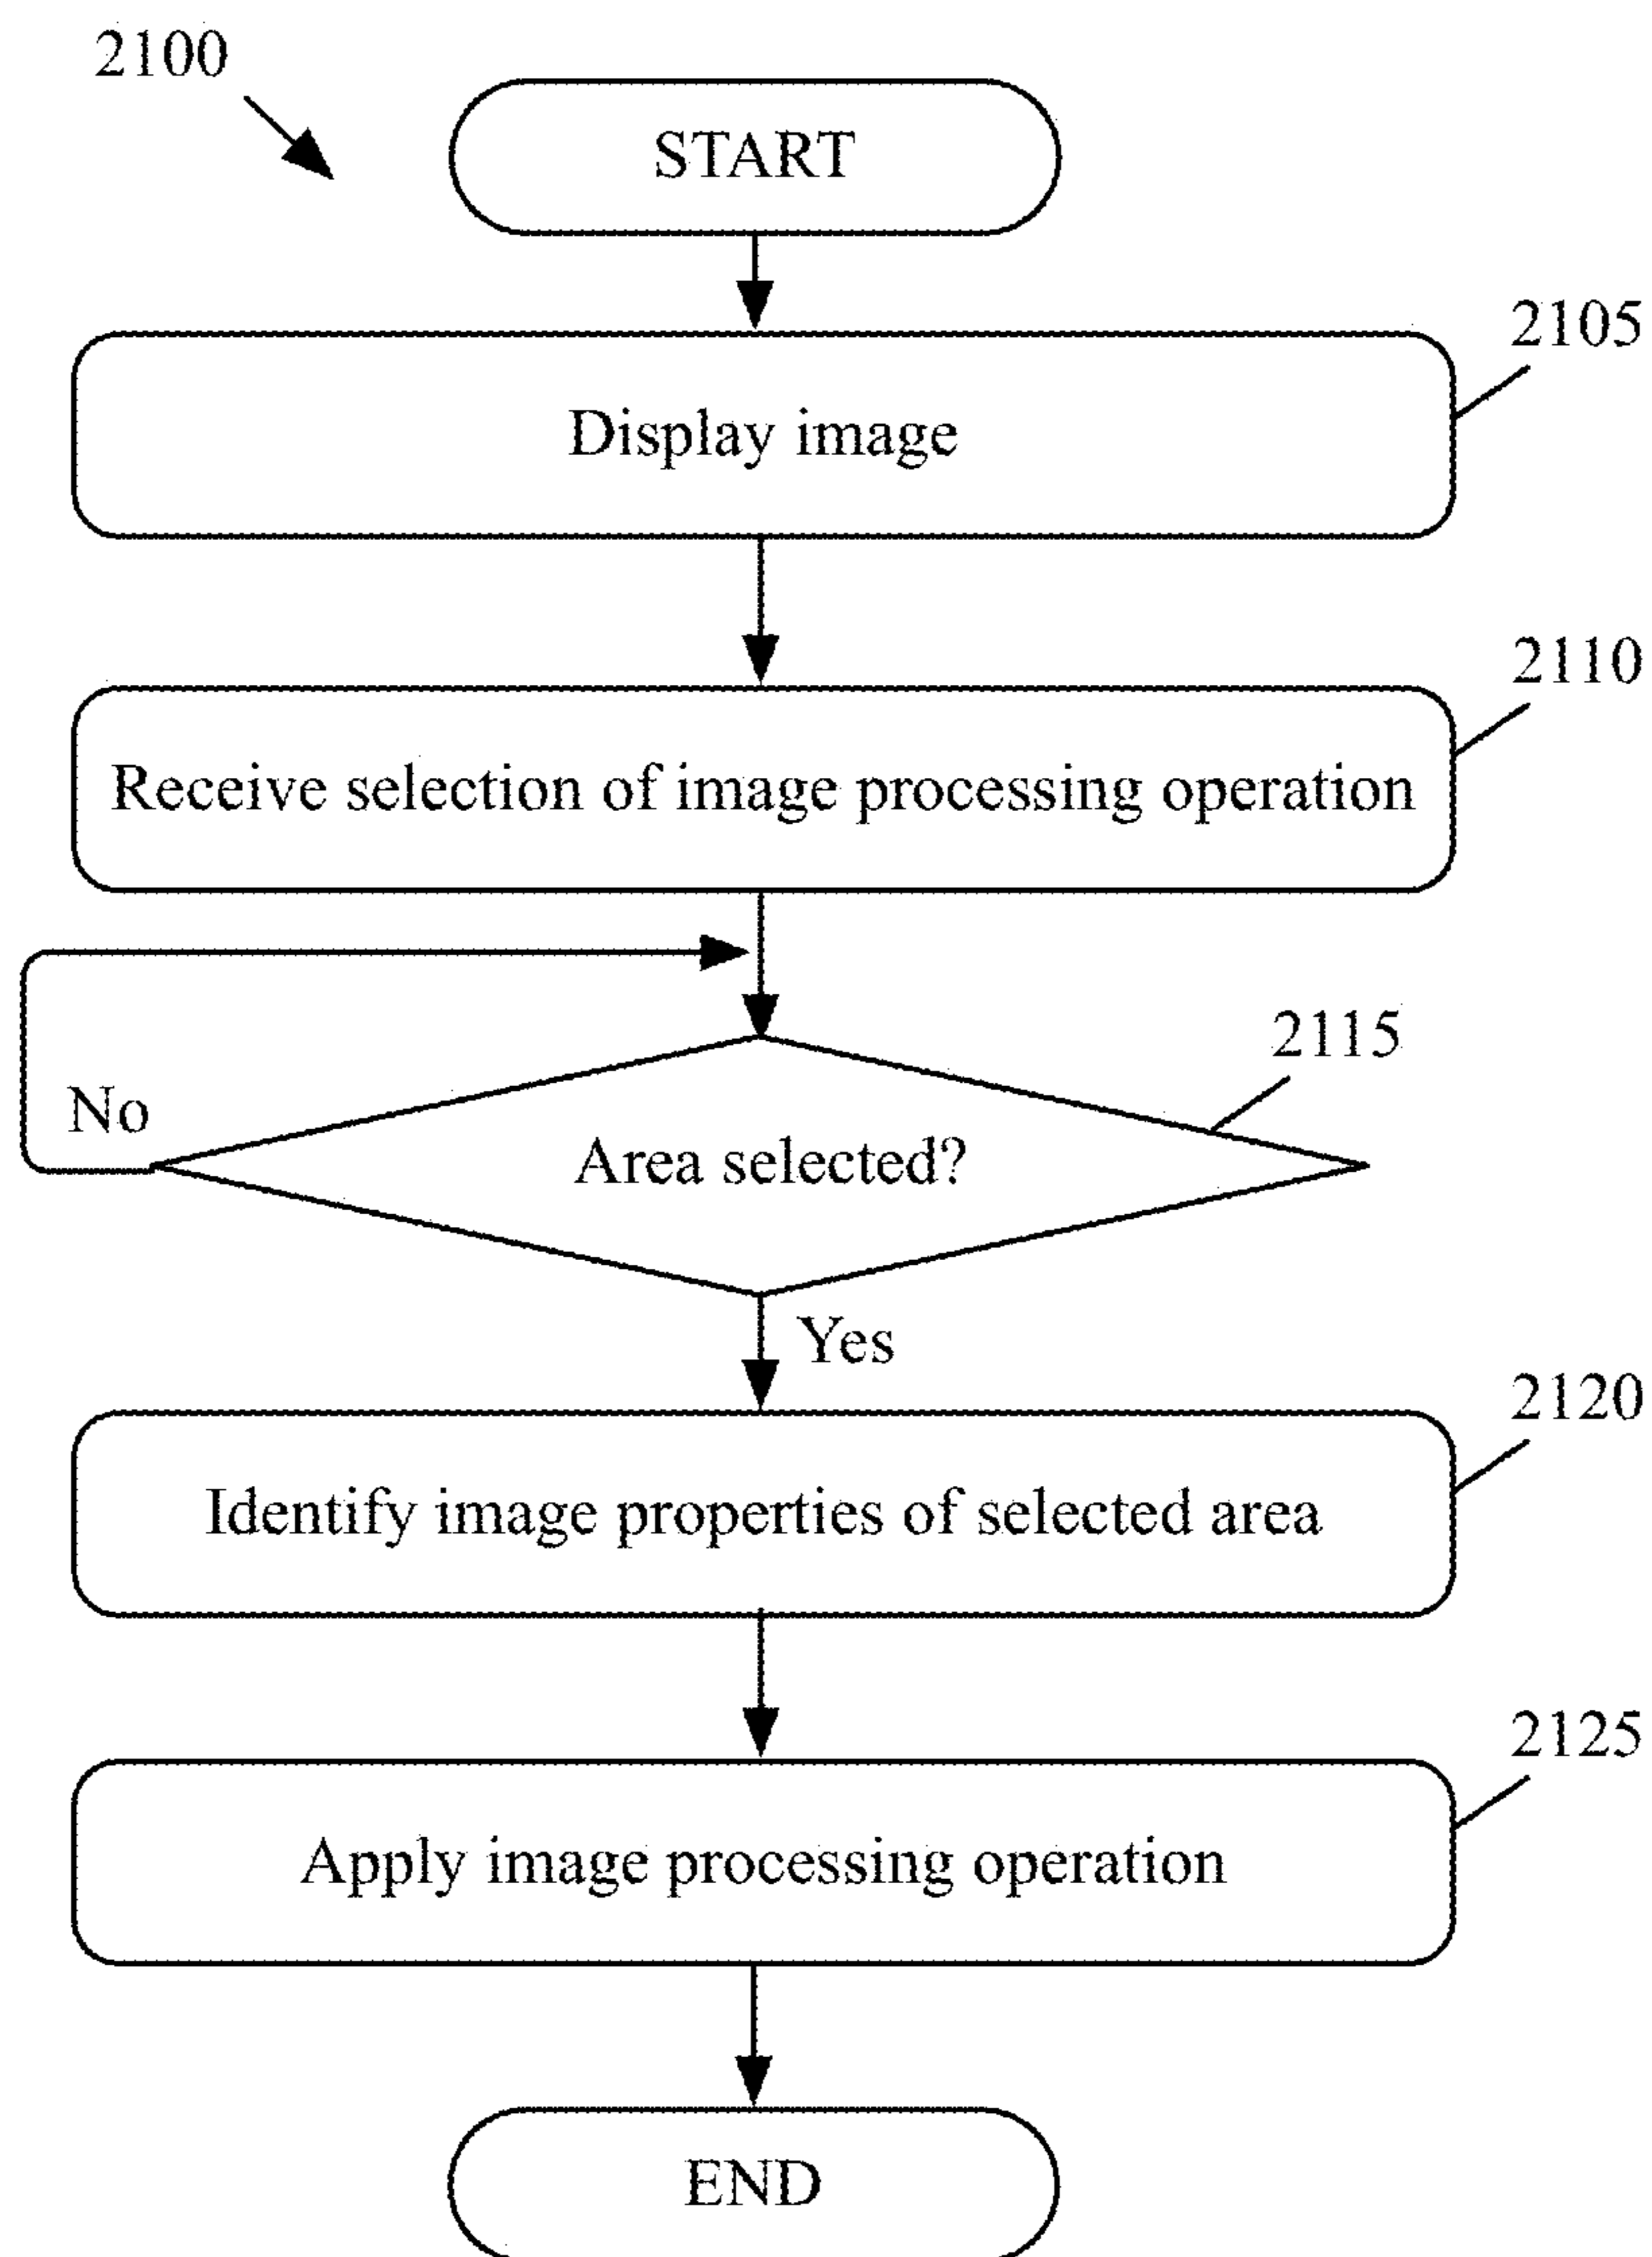 2100
START
2105
Display image
2110
Receive selection of image processing operation
2115
No
Area selected?
Yes
2120
Identify image properties of selected area
2125
Apply image processing operation
END